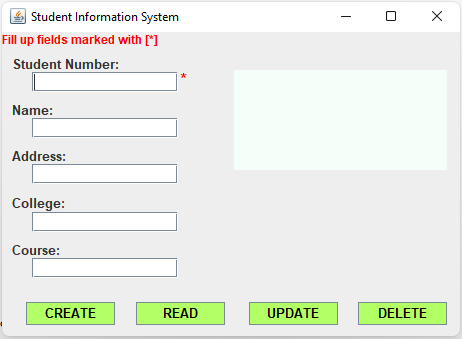 Student Information System
Fill up fields marked with [*]
Student Number:
*
Name:
Address:
College:
Course:
CREATE READ UPDATE DELETE